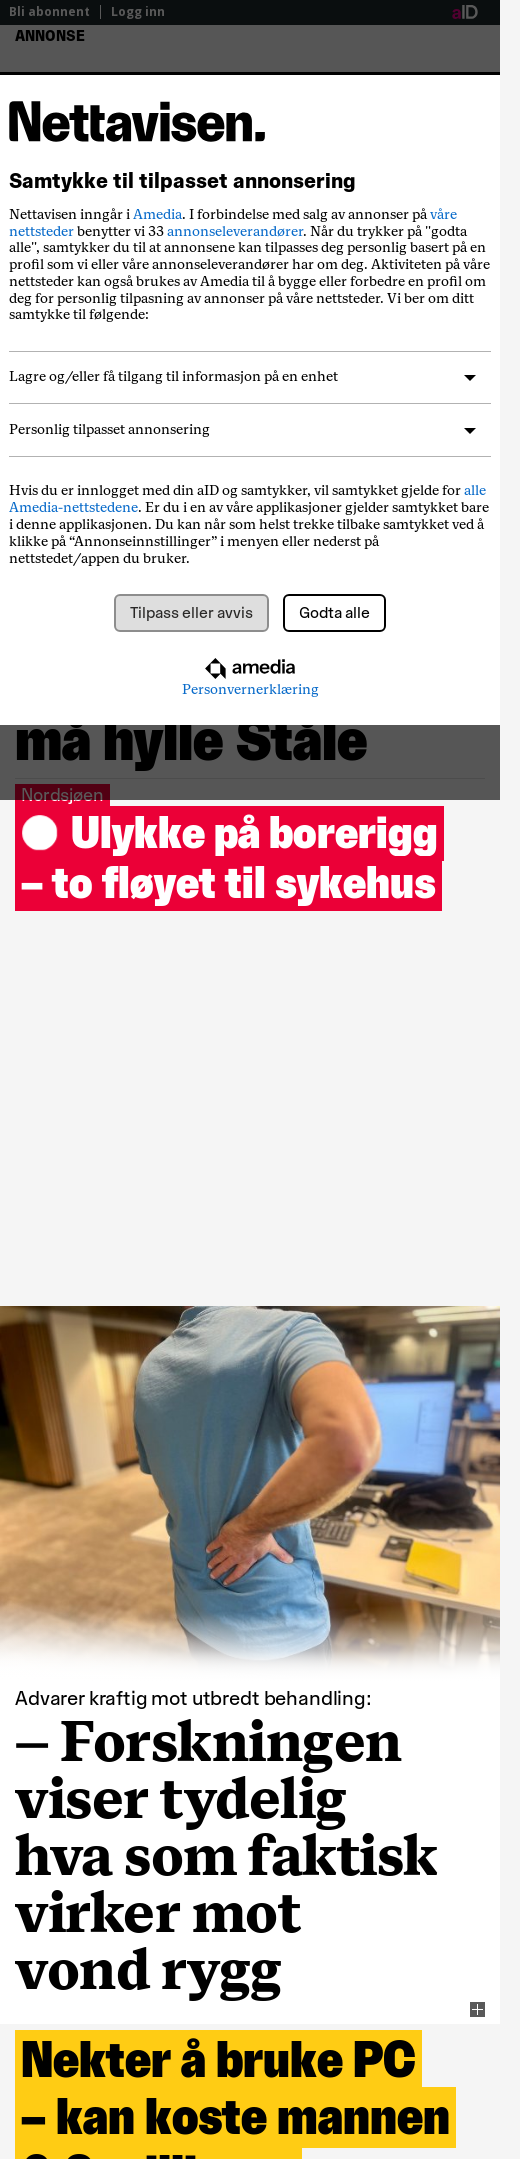 Bli abonnent | Logg inn
aID
ANNONSE
Nettavisen.
Samtykke til tilpasset annonsering
Nettavisen inngår i Amedia. I forbindelse med salg av annonser på våre
nettsteder benytter vi 33 annonseleverandører. Når du trykker på "godta
alle", samtykker du til at annonsene kan tilpasses deg personlig basert på en
profil som vi eller våre annonseleverandører har om deg. Aktiviteten på våre
nettsteder kan også brukes av Amedia til å bygge eller forbedre en profil om
deg for personlig tilpasning av annonser på våre nettsteder. Vi ber om ditt
samtykke til følgende:
Lagre og/eller få tilgang til informasjon på en enhet
Personlig tilpasset annonsering
Hvis du er innlogget med din aID og samtykker, vil samtykket gjelde for alle
Amedia-nettstedene. Er du i en av våre applikasjoner gjelder samtykket bare
i denne applikasjonen. Du kan når som helst trekke tilbake samtykket ved å
klikke på “Annonseinnstillinger” i menyen eller nederst på
nettstedet/appen du bruker.
Tilpass eller avvis
Godta alle
amedia
Personvernerklæring
må hylle Ståle
Nordsjøen
Ulykke på borerigg
– to fløyet til sykehus
Advarer kraftig mot utbredt behandling:
– Forskningen
viser tydelig
hva som faktisk
virker mot
vond rygg
Nekter å bruke PC
– kan koste mannen